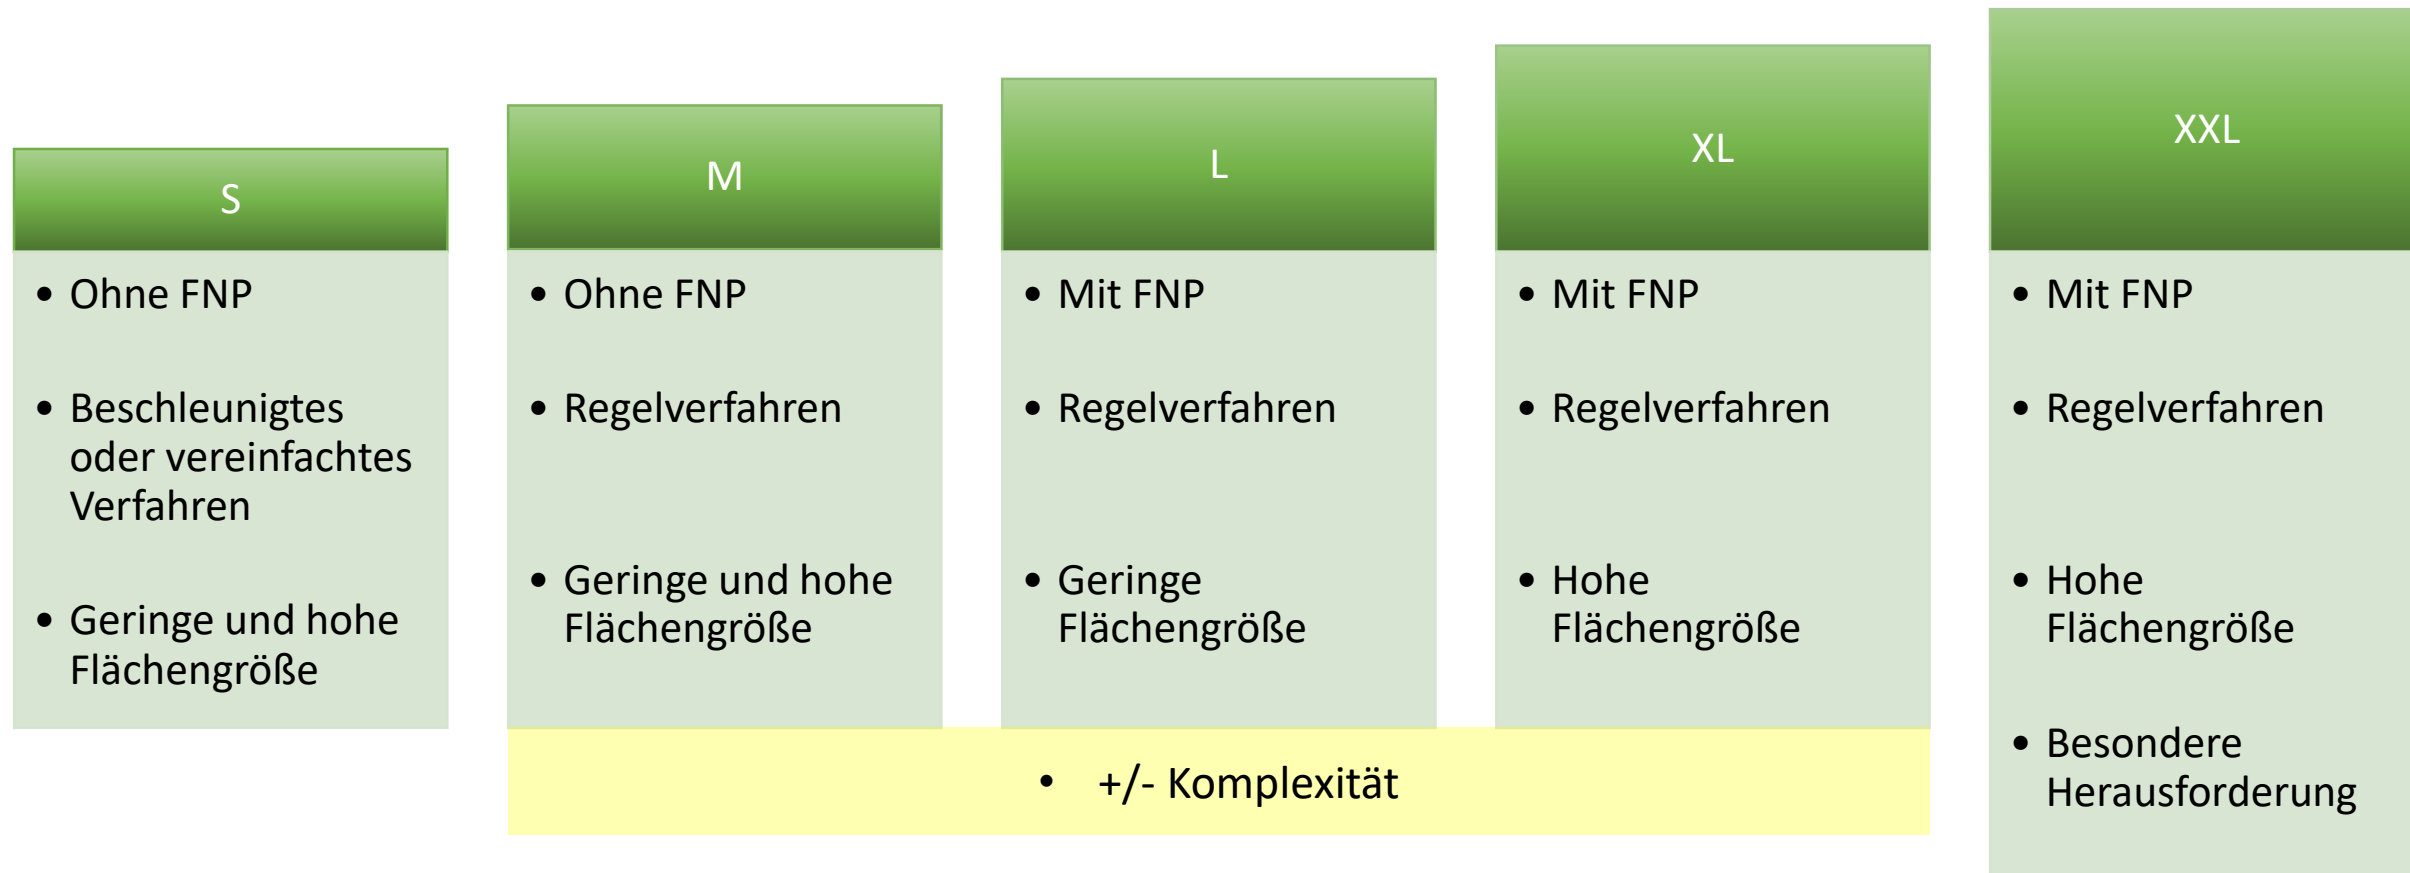 S
• Ohne FNP
• Beschleunigtes
oder vereinfachtes
Verfahren
• Geringe und hohe
Flächengröße
M
• Ohne FNP
• Regelverfahren
• Geringe und hohe
Flächengröße
L
• Mit FNP
• Regelverfahren
• Geringe
Flächengröße
XL
• Mit FNP
• Regelverfahren
• Hohe
Flächengröße
• +/- Komplexität
XXL
• Mit FNP
• Regelverfahren
• Hohe
Flächengröße
• Besondere
Herausforderung